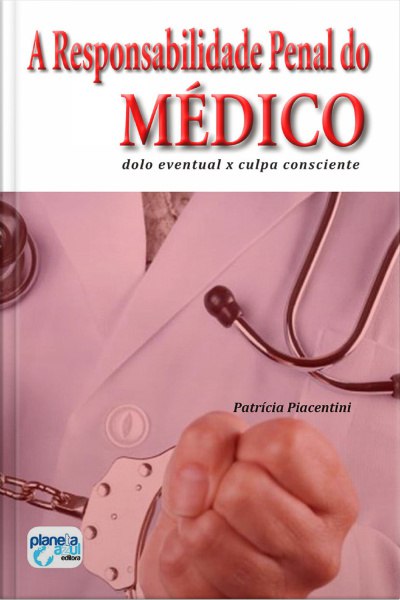 A Responsabilidade Penal do
MÉDICO
dolo eventual x culpa consciente
Patrícia Piacentini
planeta
azul
editora